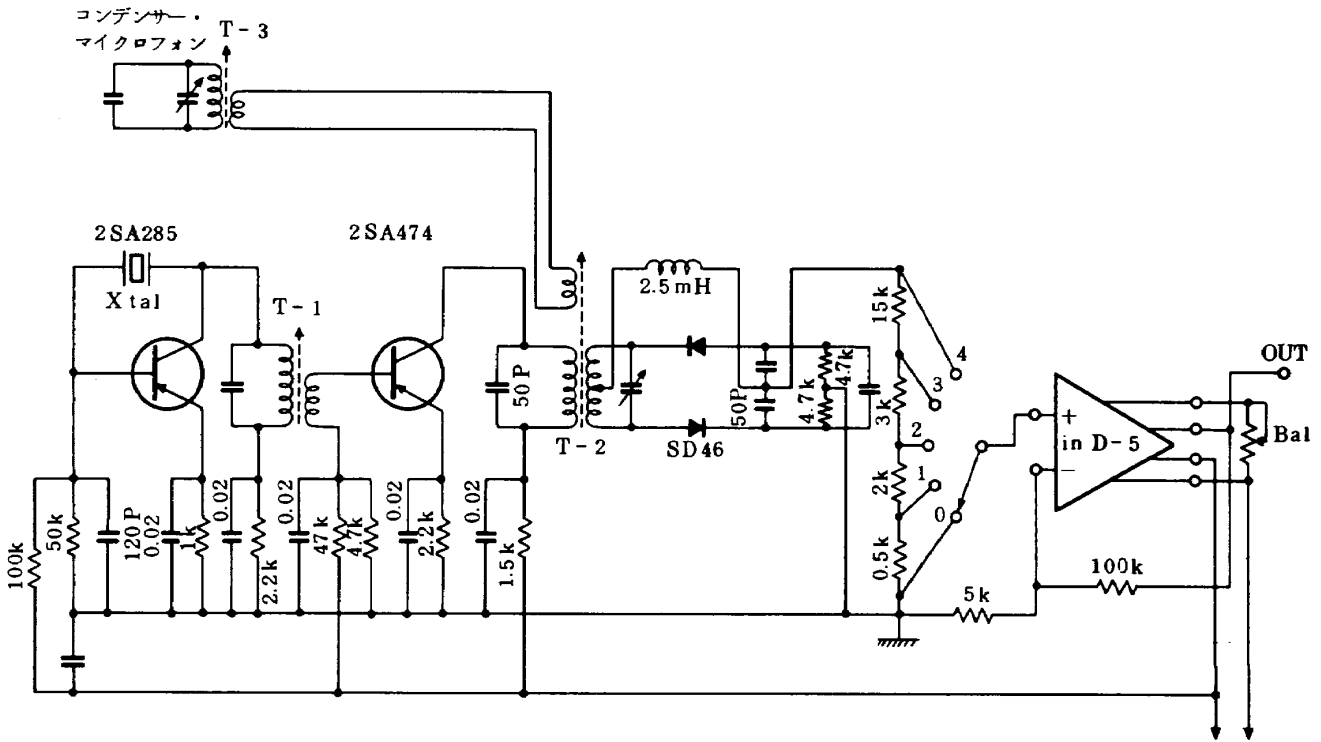 コンデンサー・
マイクロフォン
T-3
2SA285
2SA474
Xtal
T-1
2.5mH
15k
4
OUT
50P
4.7k
3
3k
50P
4.7k
2
+
in D-5
Bal
T-2
SD46
1
2k
−
0
100k
50k
120P
0.02
1k
0.02
2.2k
0.02
47k
4.7k
0.02
2.2k
0.02
1.5k
0.5k
5k
100k